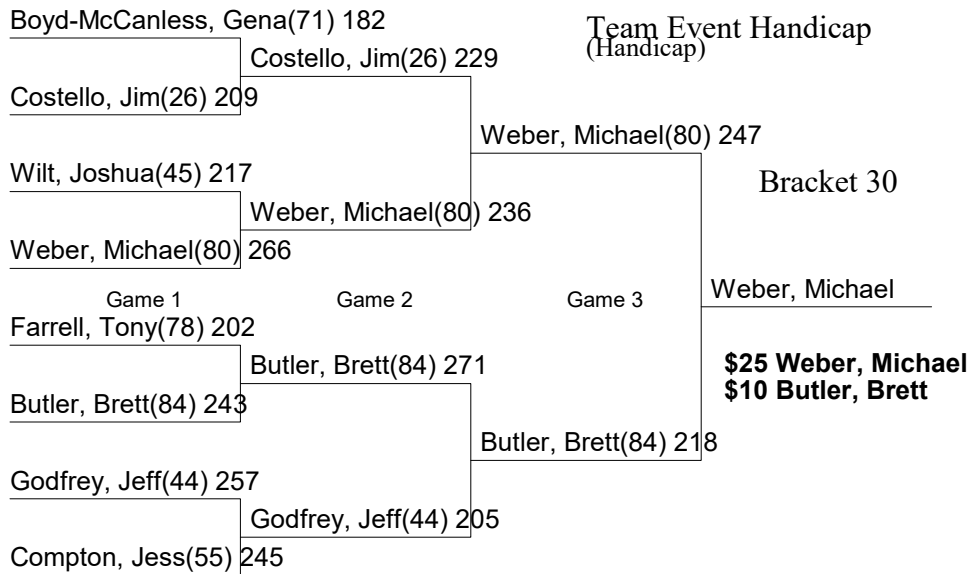 Boyd-McCanless, Gena(71) 182
Team Event Handicap
(Handicap)
Costello, Jim(26) 229
Costello, Jim(26) 209
Weber, Michael(80) 247
Wilt, Joshua(45) 217
Bracket 30
Weber, Michael(80) 236
Weber, Michael(80) 266
Game 1
Game 2
Game 3
Weber, Michael
Farrell, Tony(78) 202
Butler, Brett(84) 271
$25 Weber, Michael
$10 Butler, Brett
Butler, Brett(84) 243
Butler, Brett(84) 218
Godfrey, Jeff(44) 257
Godfrey, Jeff(44) 205
Compton, Jess(55) 245